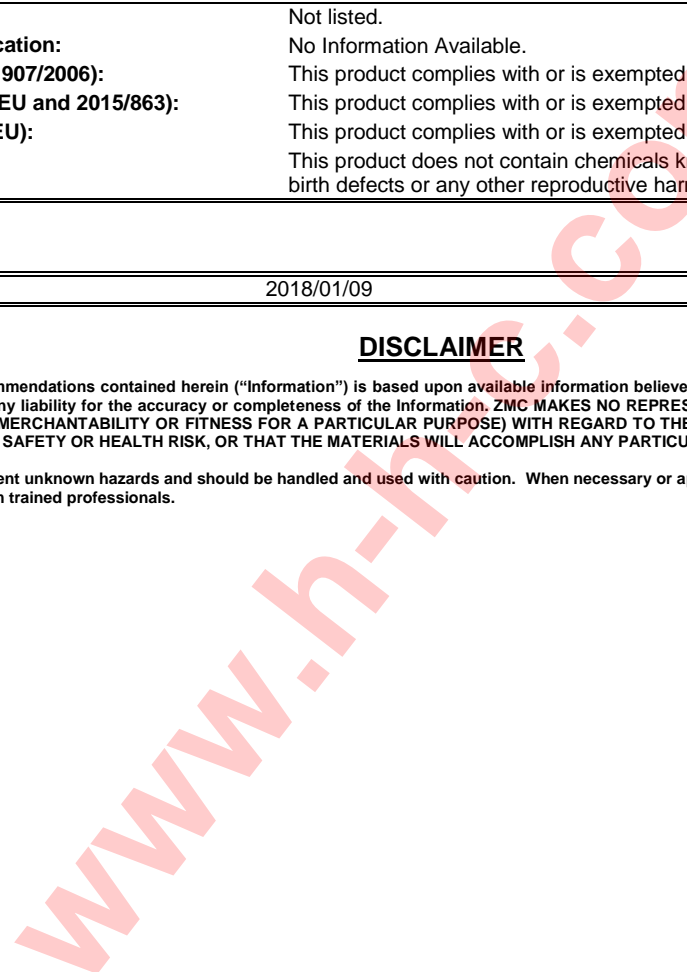 Not listed.
cation: No Information Available.
907/2006): This product complies with or is exempted
EU and 2015/863): This product complies with or is exempted
EU): This product complies with or is exempted
This product does not contain chemicals k
birth defects or any other reproductive har
2018/01/09
DISCLAIMER
mmendations contained herein (“Information”) is based upon available information believe
ny liability for the accuracy or completeness of the Information. ZMC MAKES NO REPRES
MERCHANTABILITY OR FITNESS FOR A PARTICULAR PURPOSE) WITH REGARD TO THE
SAFETY OR HEALTH RISK, OR THAT THE MATERIALS WILL ACCOMPLISH ANY PARTICU
ent unknown hazards and should be handled and used with caution. When necessary or a
n trained professionals.
www.h-h-c.co